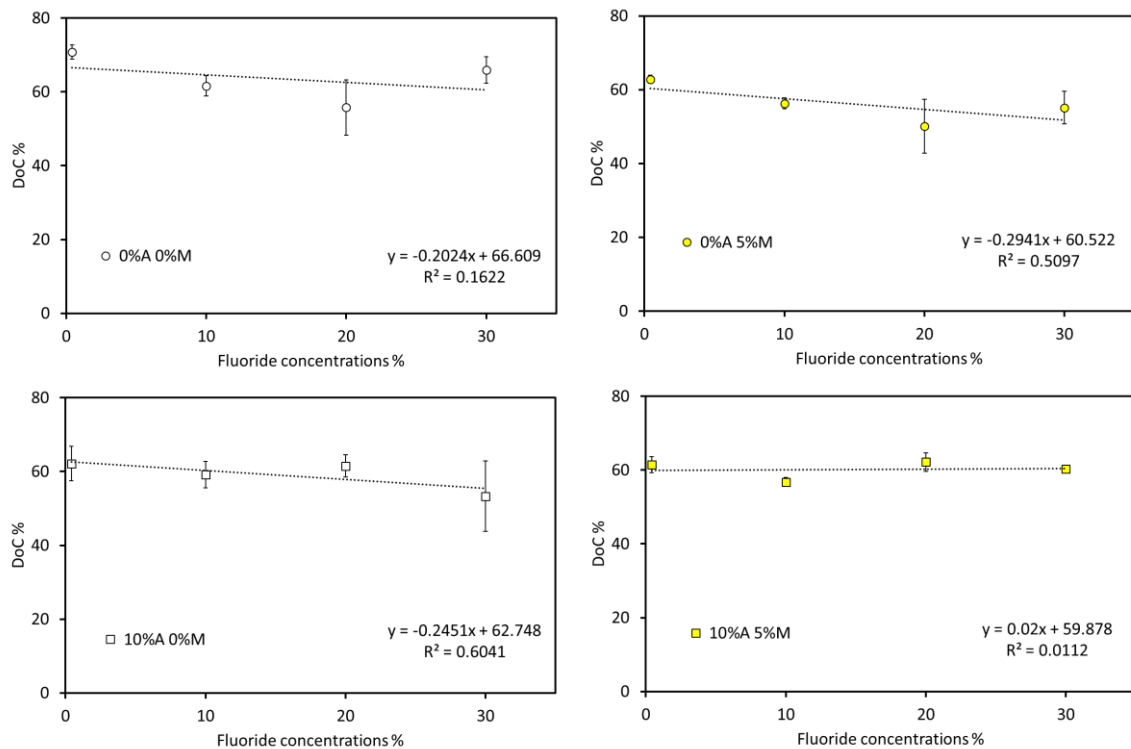 80
60
40
20
0
DoC %
0%A 0%M
y = -0.2024x + 66.609
R² = 0.1622
0 10 20 30
Fluoride concentrations %
80
60
40
20
0
DoC %
0%A 5%M
y = -0.2941x + 60.522
R² = 0.5097
0 10 20 30
Fluoride concentrations %
80
60
40
20
0
DoC %
10%A 0%M
y = -0.2451x + 62.748
R² = 0.6041
0 10 20 30
Fluoride concentrations %
80
60
40
20
0
DoC %
10%A 5%M
y = 0.02x + 59.878
R² = 0.0112
0 10 20 30
Fluoride concentrations %